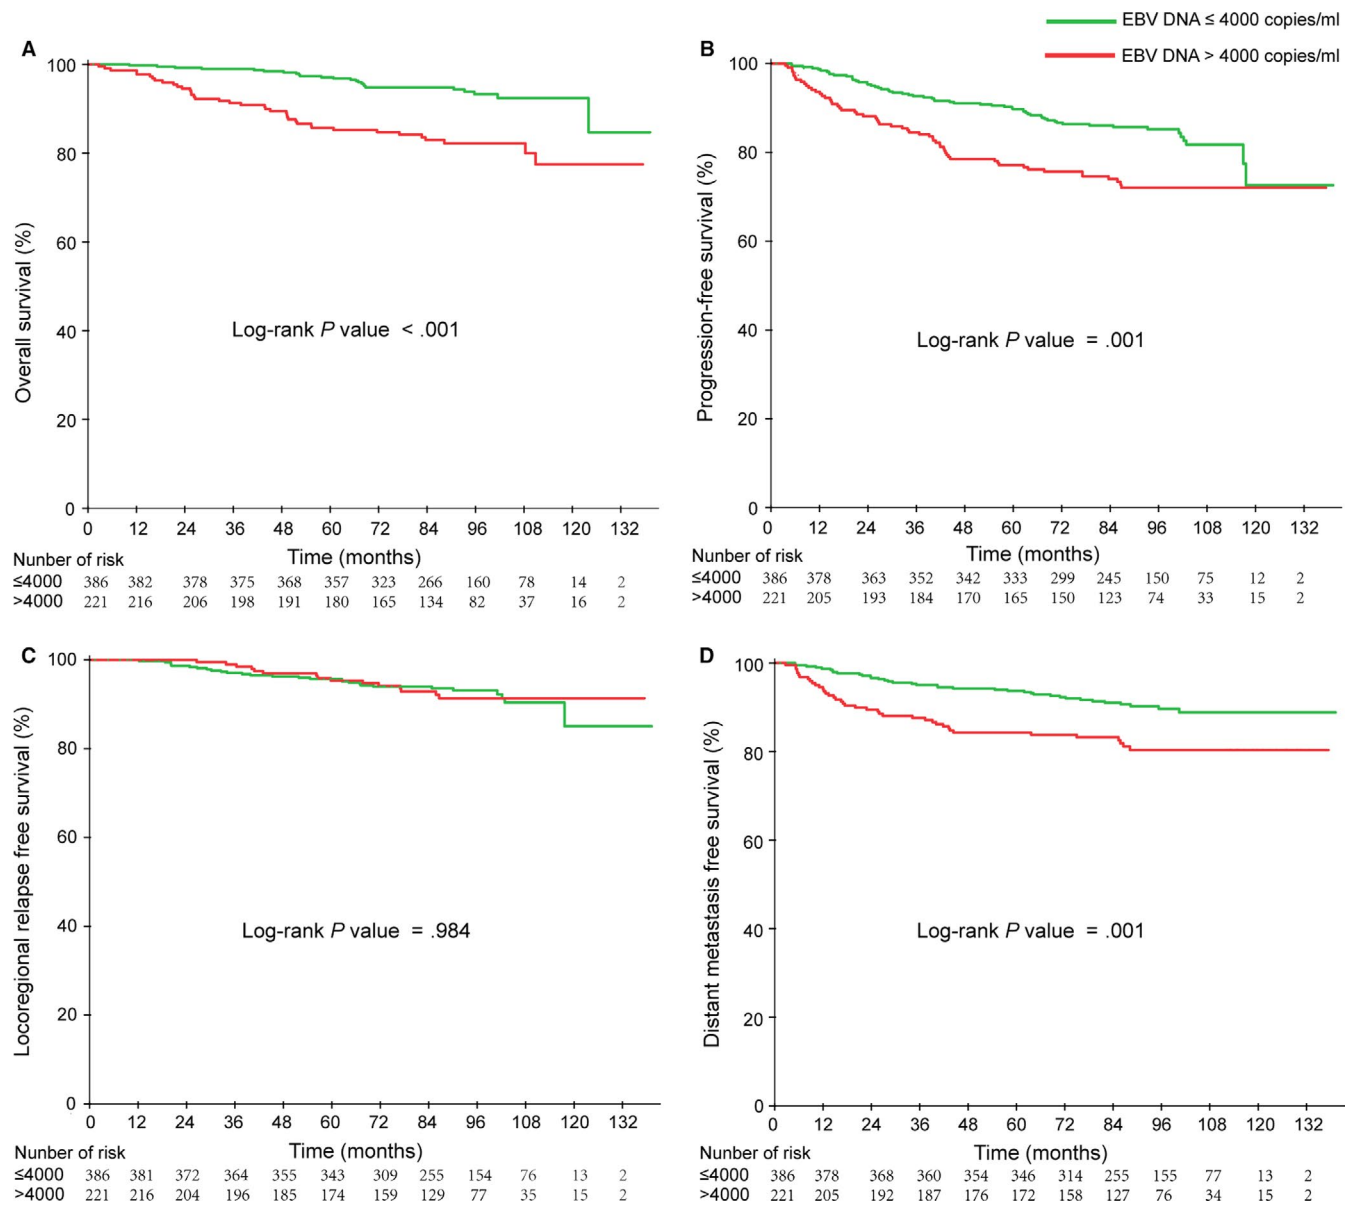 EBV DNA ≤ 4000 copies/ml
EBV DNA > 4000 copies/ml
A
100
80
60
40
20
0
Overall survival (%)
Log-rank P value < .001
0 12 24 36 48 60 72 84 96 108 120 132
Time (months)
Nunber of risk
≤4000 386 382 378 375 368 357 323 266 160 78 14 2
>4000 221 216 206 198 191 180 165 134 82 37 16 2
B
100
80
60
40
20
0
Progression-free survival (%)
Log-rank P value = .001
0 12 24 36 48 60 72 84 96 108 120 132
Time (months)
Nunber of risk
≤4000 386 378 363 352 342 333 299 245 150 75 12 2
>4000 221 205 193 184 170 165 150 123 74 33 15 2
C
100
80
60
40
20
0
Locoregional relapse free survival (%)
Log-rank P value = .984
0 12 24 36 48 60 72 84 96 108 120 132
Time (months)
Nunber of risk
≤4000 386 381 372 364 355 343 309 255 154 76 13 2
>4000 221 216 204 196 185 174 159 129 77 35 15 2
D
100
80
60
40
20
0
Distant metastasis free survival (%)
Log-rank P value = .001
0 12 24 36 48 60 72 84 96 108 120 132
Time (months)
Nunber of risk
≤4000 386 378 368 360 354 346 314 255 155 77 13 2
>4000 221 205 192 187 176 172 158 127 76 34 15 2